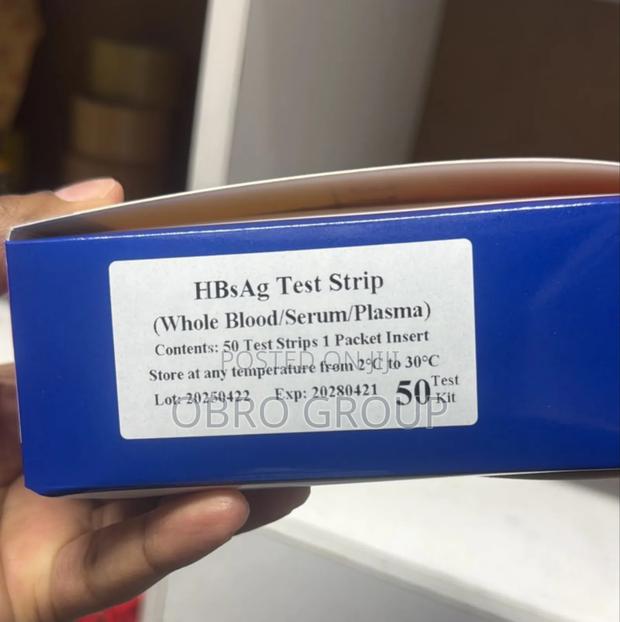 HBsAg Test Strip
(Whole Blood/Serum/Plasma)
Contents: 50 Test Strips 1 Packet Insert
Store at any temperature from 2°C to 30°C
POSTED ON JIJI
Lot: 20250422 Exp: 20280421 50 Test Kit
OBRO GROUP